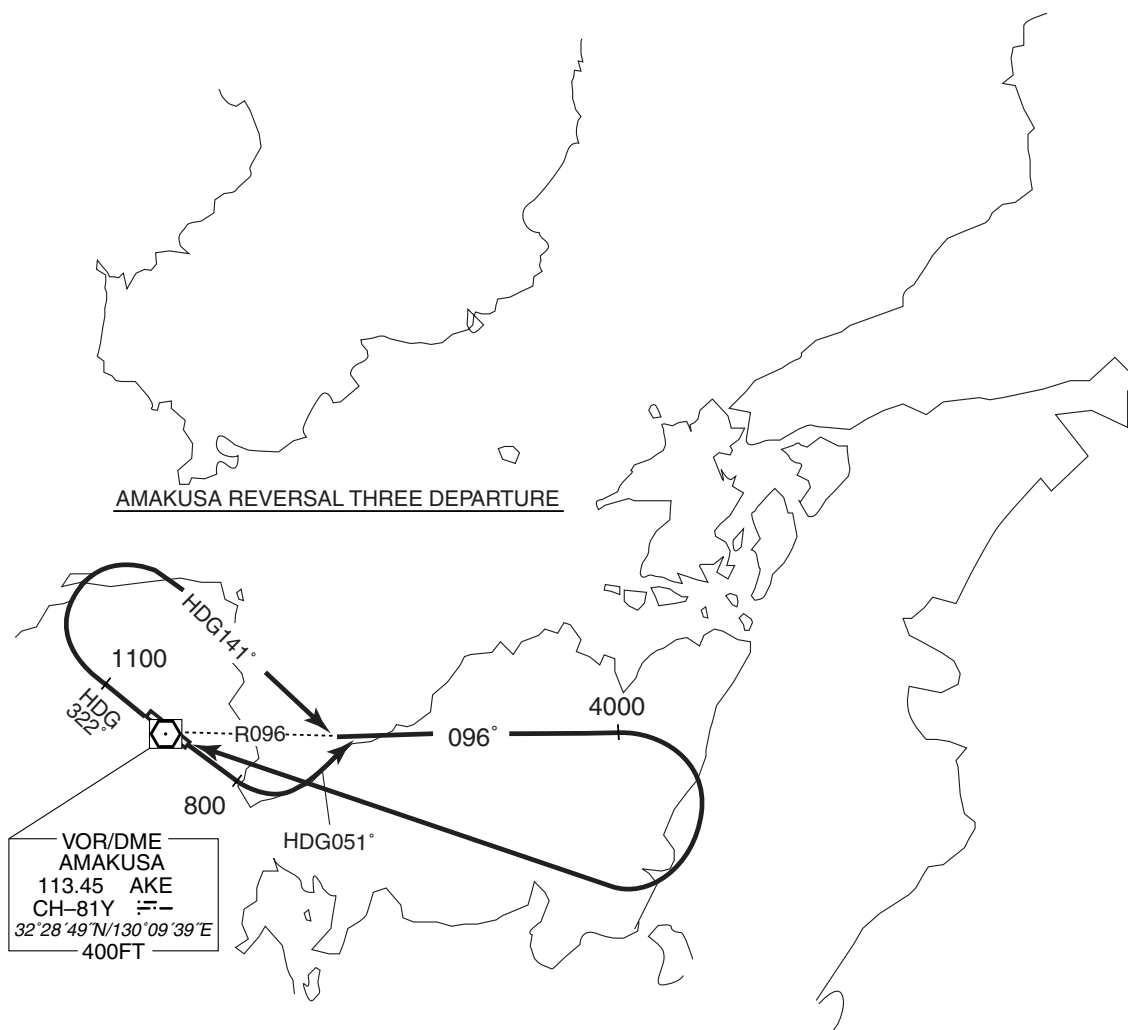 AMAKUSA REVERSAL THREE DEPARTURE
HDG141°
1100
HDG
322°
R096
096°
4000
800
HDG051°
VOR/DME
AMAKUSA
113.45 AKE
CH–81Y
32°28´49˝N/130°09´39˝E
400FT